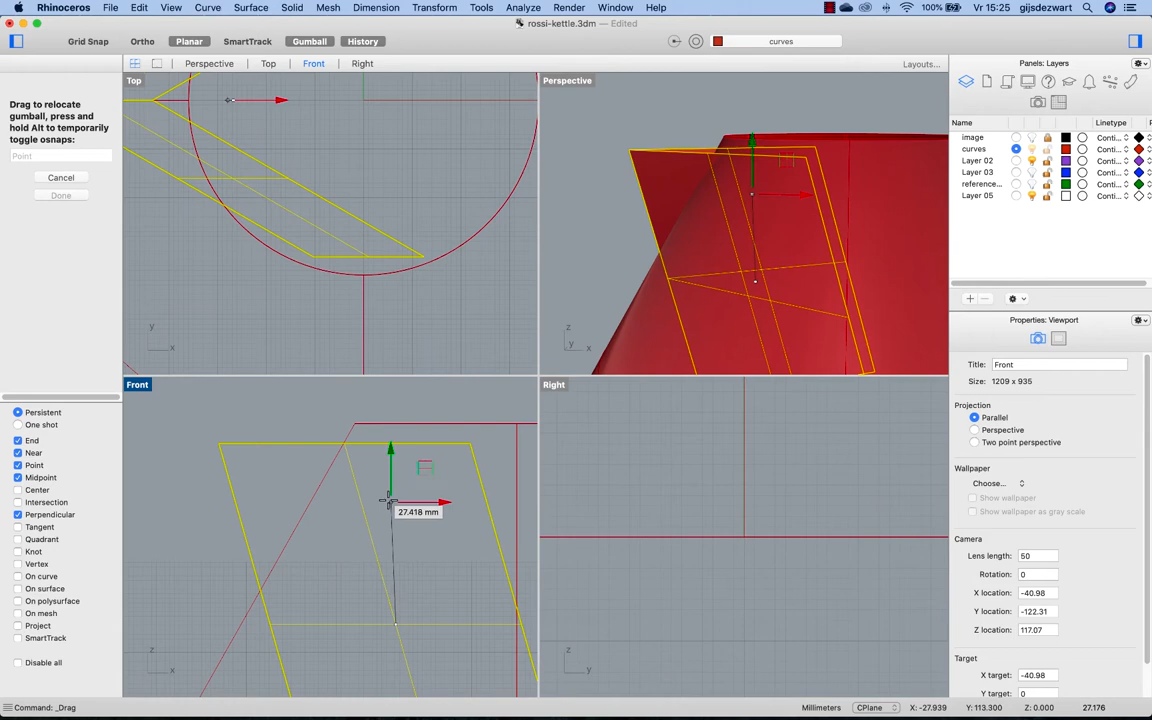 Rhinoceros File Edit View Curve Surface Solid Mesh Dimension Transform Tools Analyze Render Window Help 100% Vr 15:25 gijsdezwart
rossi-kettle.3dm — Edited
Grid Snap Ortho Planar SmartTrack Gumball History curves
Perspective Top Front Right Layouts... Panels: Layers
Top
Perspective
Drag to relocate
gumball, press and
hold Alt to temporarily
toggle osnaps:
Point
Cancel
Done
Name Linetype P
image Conti...
curves Conti...
Layer 02 Conti...
Layer 03 Conti...
reference... Conti...
Layer 05 Conti...
y
x
z
y
x
Properties: Viewport
Title: Front
Size: 1209 x 935
Projection
Parallel
Perspective
Two point perspective
Wallpaper
Choose...
Show wallpaper
Show wallpaper as gray scale
Camera
Lens length: 50
Rotation: 0
X location: -40.98
Y location: -122.31
Z location: 117.07
Target
X target: -40.98
Y target: 0
Front
Right
27.418 mm
z
x
z
y
Persistent
One shot
End
Near
Point
Midpoint
Center
Intersection
Perpendicular
Tangent
Quadrant
Knot
Vertex
On curve
On surface
On polysurface
On mesh
Project
SmartTrack
Disable all
Command: _Drag Millimeters CPlane X: -27.939 Y: 113.300 Z: 0.000 27.176